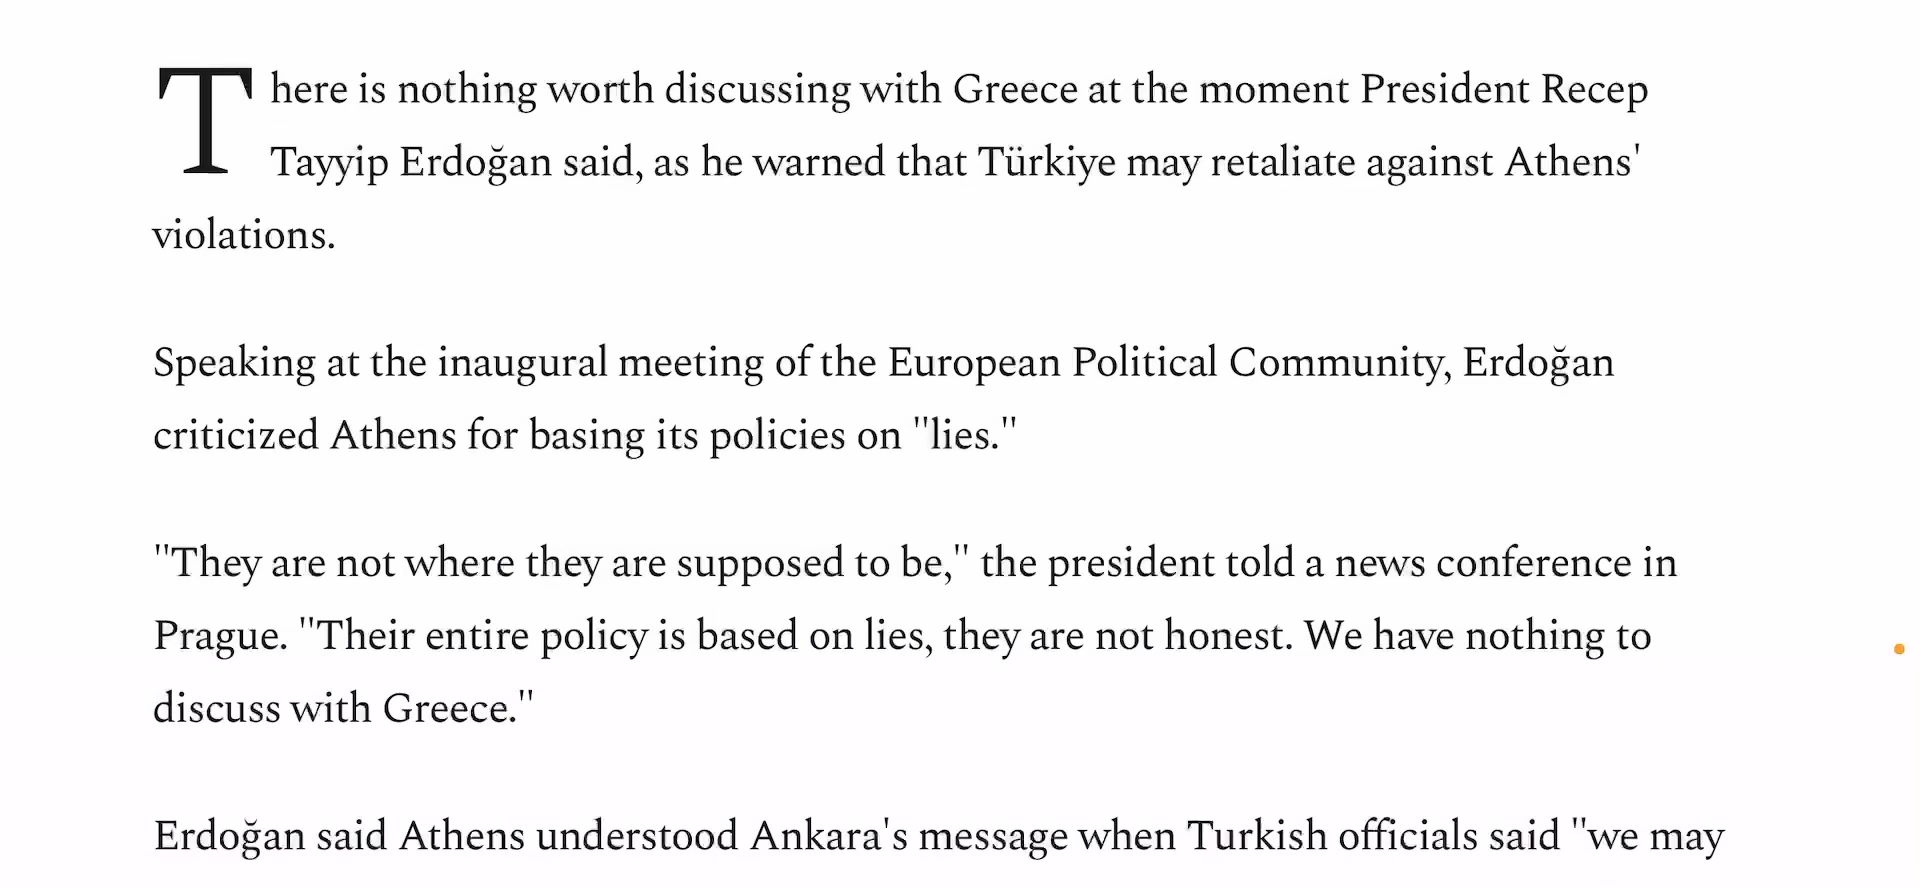 There is nothing worth discussing with Greece at the moment President Recep
Tayyip Erdoğan said, as he warned that Türkiye may retaliate against Athens'
violations.
Speaking at the inaugural meeting of the European Political Community, Erdoğan
criticized Athens for basing its policies on "lies."
"They are not where they are supposed to be," the president told a news conference in
Prague. "Their entire policy is based on lies, they are not honest. We have nothing to
discuss with Greece."
Erdoğan said Athens understood Ankara's message when Turkish officials said "we may